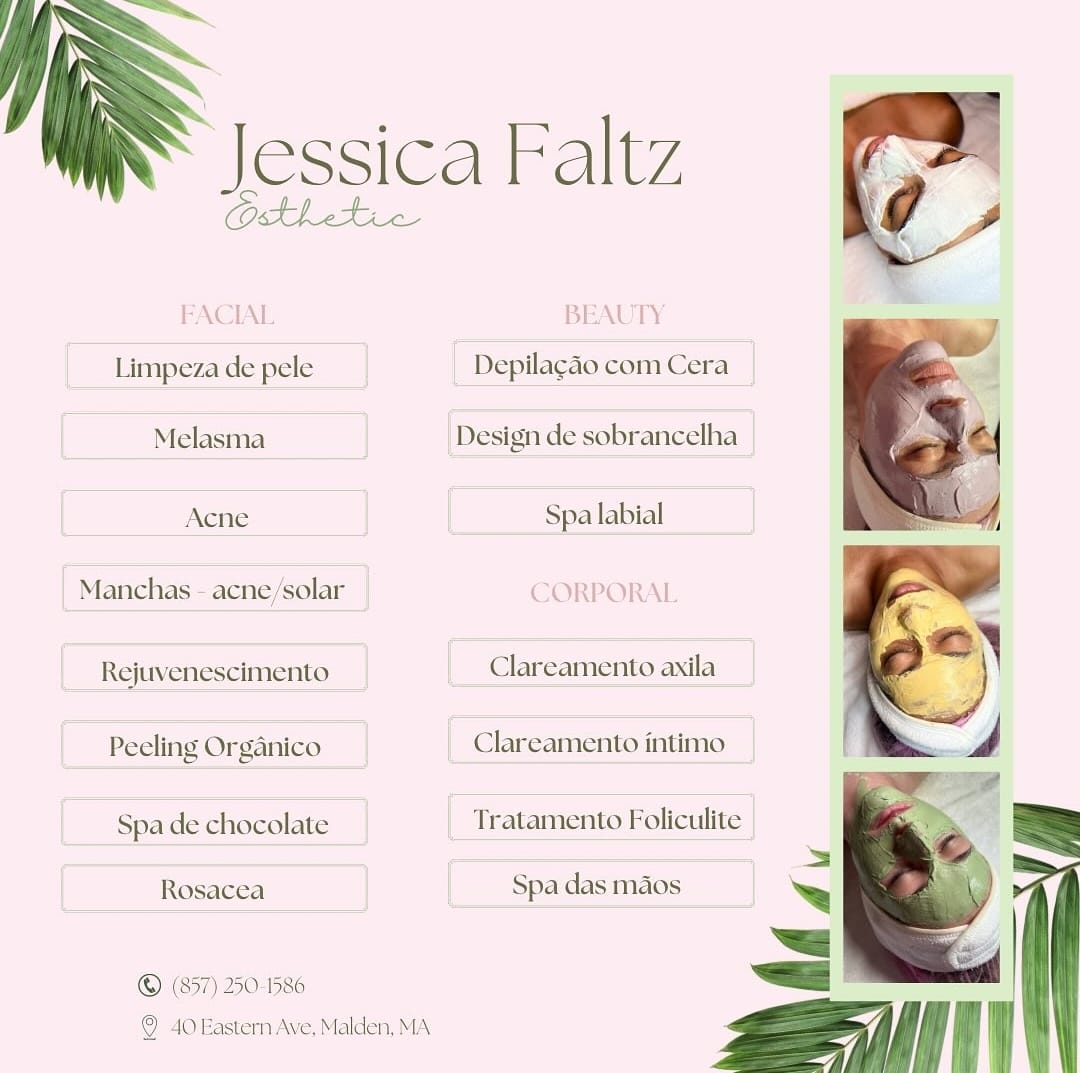 Jessica Faltz
Esthetic
FACIAL
Limpeza de pele
Melasma
Acne
Manchas - acne/solar
Rejuvenescimento
Peeling Orgânico
Spa de chocolate
Rosacea
BEAUTY
Depilação com Cera
Design de sobrancelha
Spa labial
CORPORAL
Clareamento axila
Clareamento íntimo
Tratamento Foliculite
Spa das mãos
(857) 250-1586
40 Eastern Ave, Malden, MA